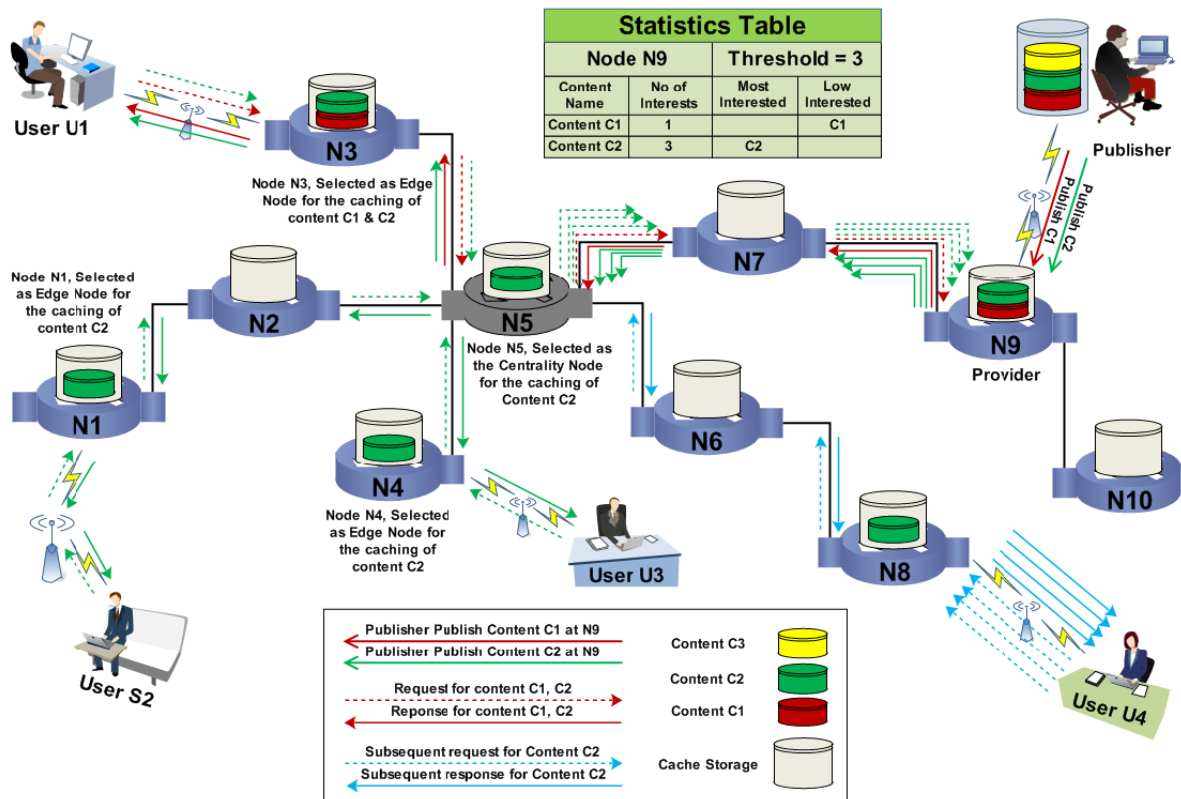 Statistics Table
Node N9 Threshold = 3
Content Name No of Interests Most Interested Low Interested
Content C1 1 C1
Content C2 3 C2
User U1
N3
Node N3, Selected as Edge
Node for the caching of
content C1 & C2
Publisher
Publish C2
Publish C1
N7
N9
Provider
Node N1, Selected
as Edge Node for
the caching of
content C2
N2
N5
Node N5, Selected as
the Centrality Node
for the caching of
Content C2
N1
N6
N4
Node N4, Selected
as Edge Node for
the caching of
content C2
N10
N8
User U3
User S2
User U4
Publisher Publish Content C1 at N9
Publisher Publish Content C2 at N9
Request for content C1, C2
Reponse for content C1, C2
Subsequent request for Content C2
Subsequent response for Content C2
Content C3
Content C2
Content C1
Cache Storage